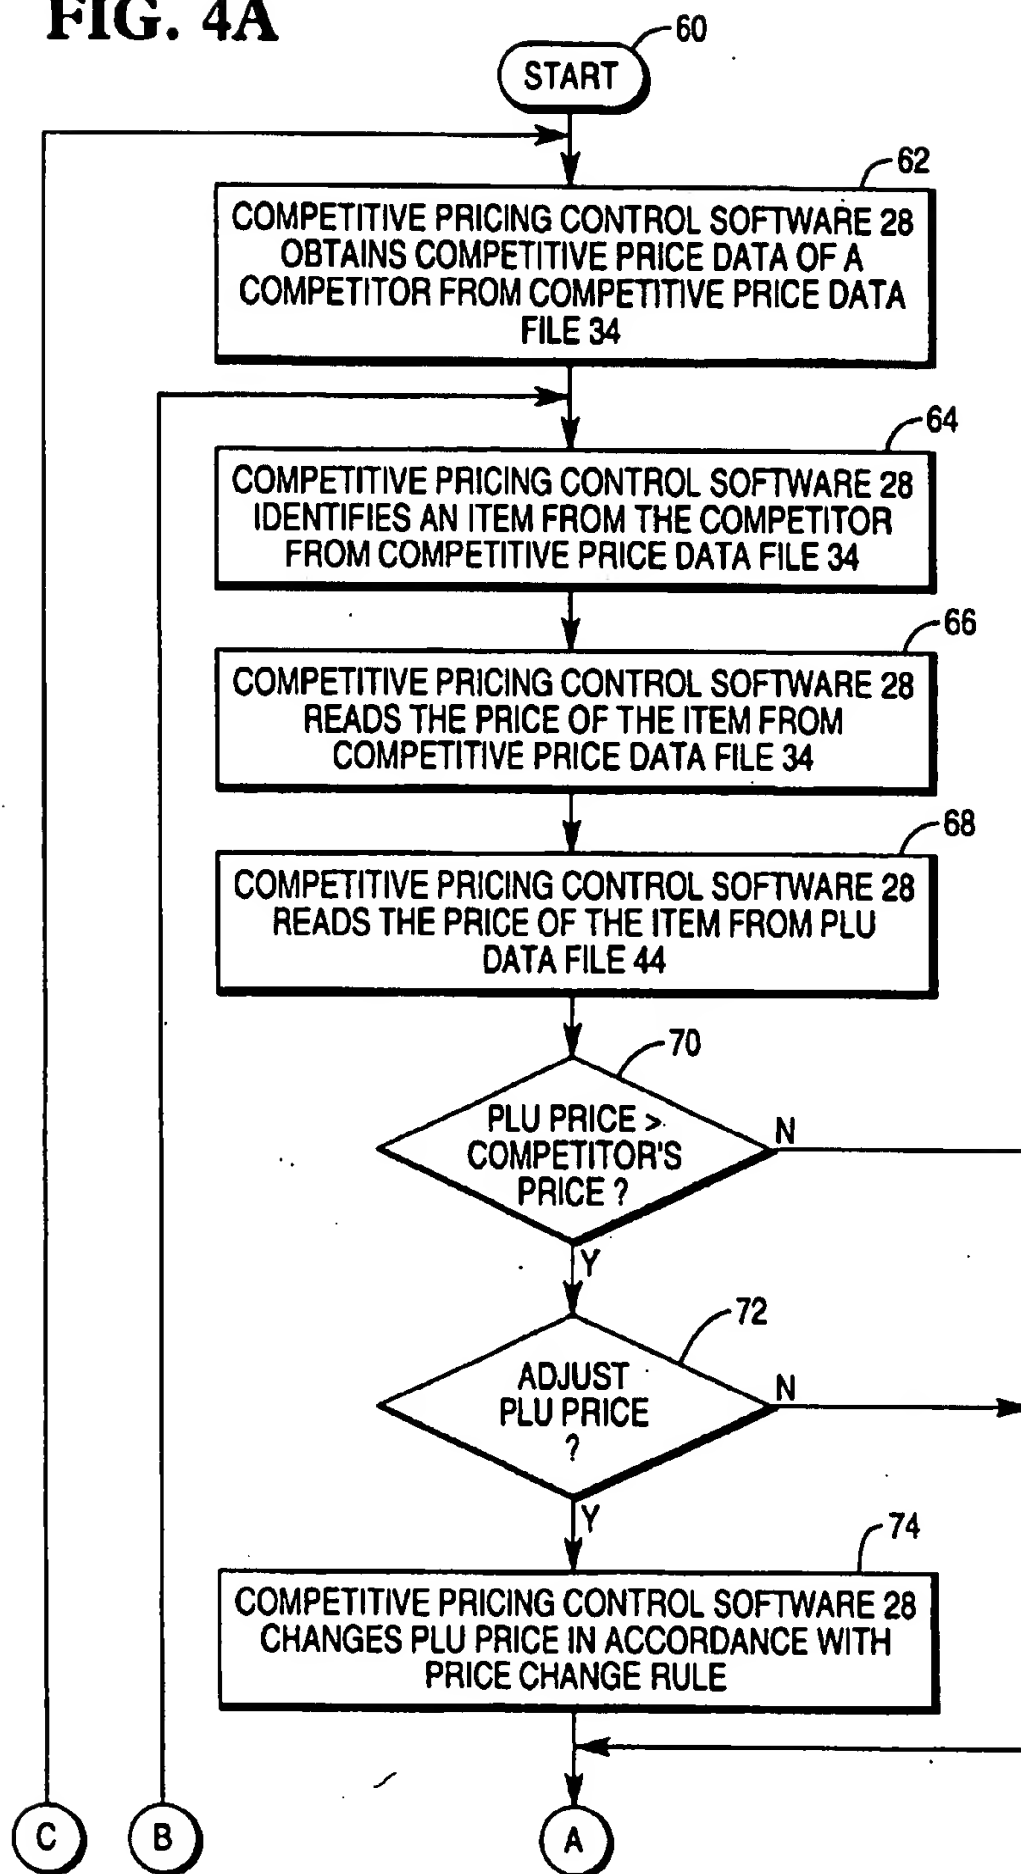 FIG. 4A
60
START
62
COMPETITIVE PRICING CONTROL SOFTWARE 28
OBTAINS COMPETITIVE PRICE DATA OF A
COMPETITOR FROM COMPETITIVE PRICE DATA
FILE 34
64
COMPETITIVE PRICING CONTROL SOFTWARE 28
IDENTIFIES AN ITEM FROM THE COMPETITOR
FROM COMPETITIVE PRICE DATA FILE 34
66
COMPETITIVE PRICING CONTROL SOFTWARE 28
READS THE PRICE OF THE ITEM FROM
COMPETITIVE PRICE DATA FILE 34
68
COMPETITIVE PRICING CONTROL SOFTWARE 28
READS THE PRICE OF THE ITEM FROM PLU
DATA FILE 44
70
PLU PRICE >
COMPETITOR'S
PRICE ?
N
Y
72
ADJUST
PLU PRICE
?
N
Y
74
COMPETITIVE PRICING CONTROL SOFTWARE 28
CHANGES PLU PRICE IN ACCORDANCE WITH
PRICE CHANGE RULE
C
B
A